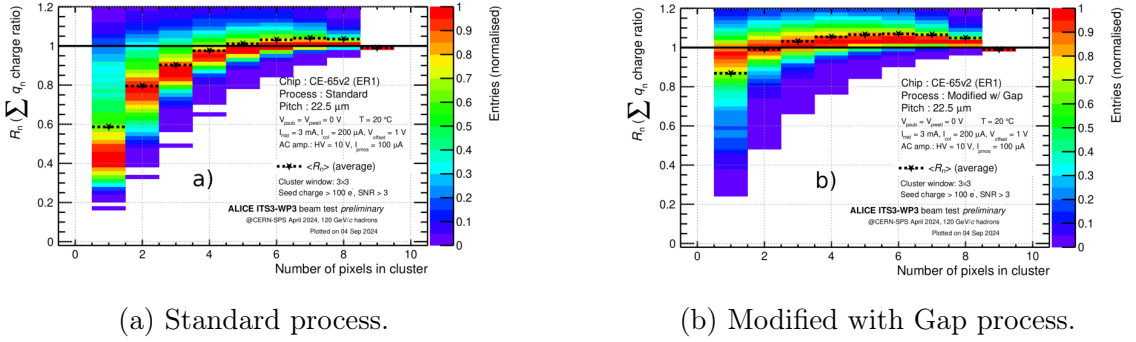 R_n (∑ q_n charge ratio)
1.2
1
0.8
0.6
0.4
0.2
0
0 2 4 6 8 10
Number of pixels in cluster
Chip : CE-65v2 (ER1)
Process : Standard
Pitch : 22.5 μm
V_psub = V_pwell = 0 V T = 20 °C
I_mat = 3 mA, I_col = 200 μA, V_offset = 1 V
AC amp.: HV = 10 V, I_pmos = 100 μA
<R_n> (average)
Cluster window: 3×3
Seed charge > 100 e⁻, SNR > 3
a)
ALICE ITS3-WP3 beam test preliminary
@CERN-SPS April 2024, 120 GeV/c hadrons
Plotted on 04 Sep 2024
1
0.9
0.8
0.7
0.6
0.5
0.4
0.3
0.2
0.1
0
Entries (normalised)
R_n (∑ q_n charge ratio)
1.2
1
0.8
0.6
0.4
0.2
0
0 2 4 6 8 10
Number of pixels in cluster
Chip : CE-65v2 (ER1)
Process : Modified w/ Gap
Pitch : 22.5 μm
V_psub = V_pwell = 0 V T = 20 °C
I_mat = 3 mA, I_col = 200 μA, V_offset = 1 V
AC amp.: HV = 10 V, I_pmos = 100 μA
<R_n> (average)
Cluster window: 3×3
Seed charge > 100 e⁻, SNR > 3
b)
ALICE ITS3-WP3 beam test preliminary
@CERN-SPS April 2024, 120 GeV/c hadrons
Plotted on 04 Sep 2024
1
0.9
0.8
0.7
0.6
0.5
0.4
0.3
0.2
0.1
0
Entries (normalised)
(a) Standard process.
(b) Modified with Gap process.